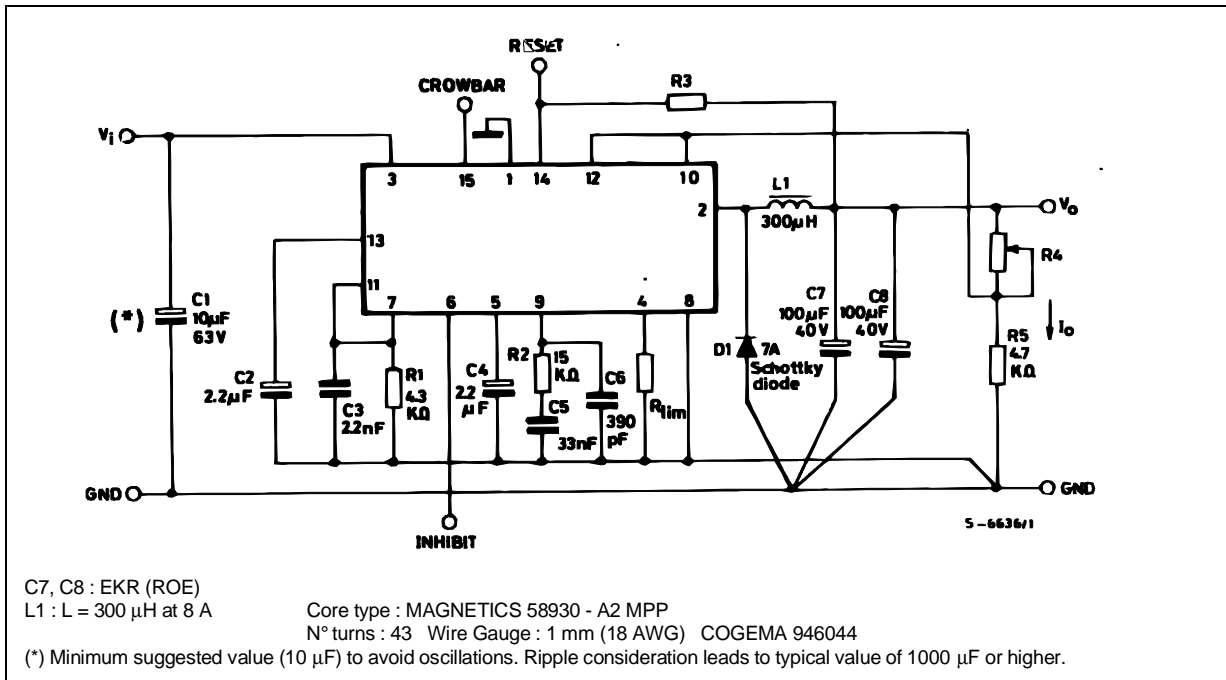 RESET
CROWBAR
R3
Vi
3
15
1
14
12
10
2
L1
300μH
Vo
13
11
7
6
5
9
4
8
R4
(*)
C1
10μF
63V
C7
100μF
40V
C8
100μF
40V
Io
C2
2.2μF
C3
2.2nF
R1
4.3
KΩ
C4
2.2
μF
R2
15
KΩ
C5
33nF
C6
390
pF
Rlim
D1
7A
Schottky
diode
R5
4.7
KΩ
GND
GND
INHIBIT
5-6636/1
C7, C8 : EKR (ROE)
L1 : L = 300 μH at 8 A Core type : MAGNETICS 58930 - A2 MPP
N° turns : 43 Wire Gauge : 1 mm (18 AWG) COGEMA 946044
(*) Minimum suggested value (10 μF) to avoid oscillations. Ripple consideration leads to typical value of 1000 μF or higher.